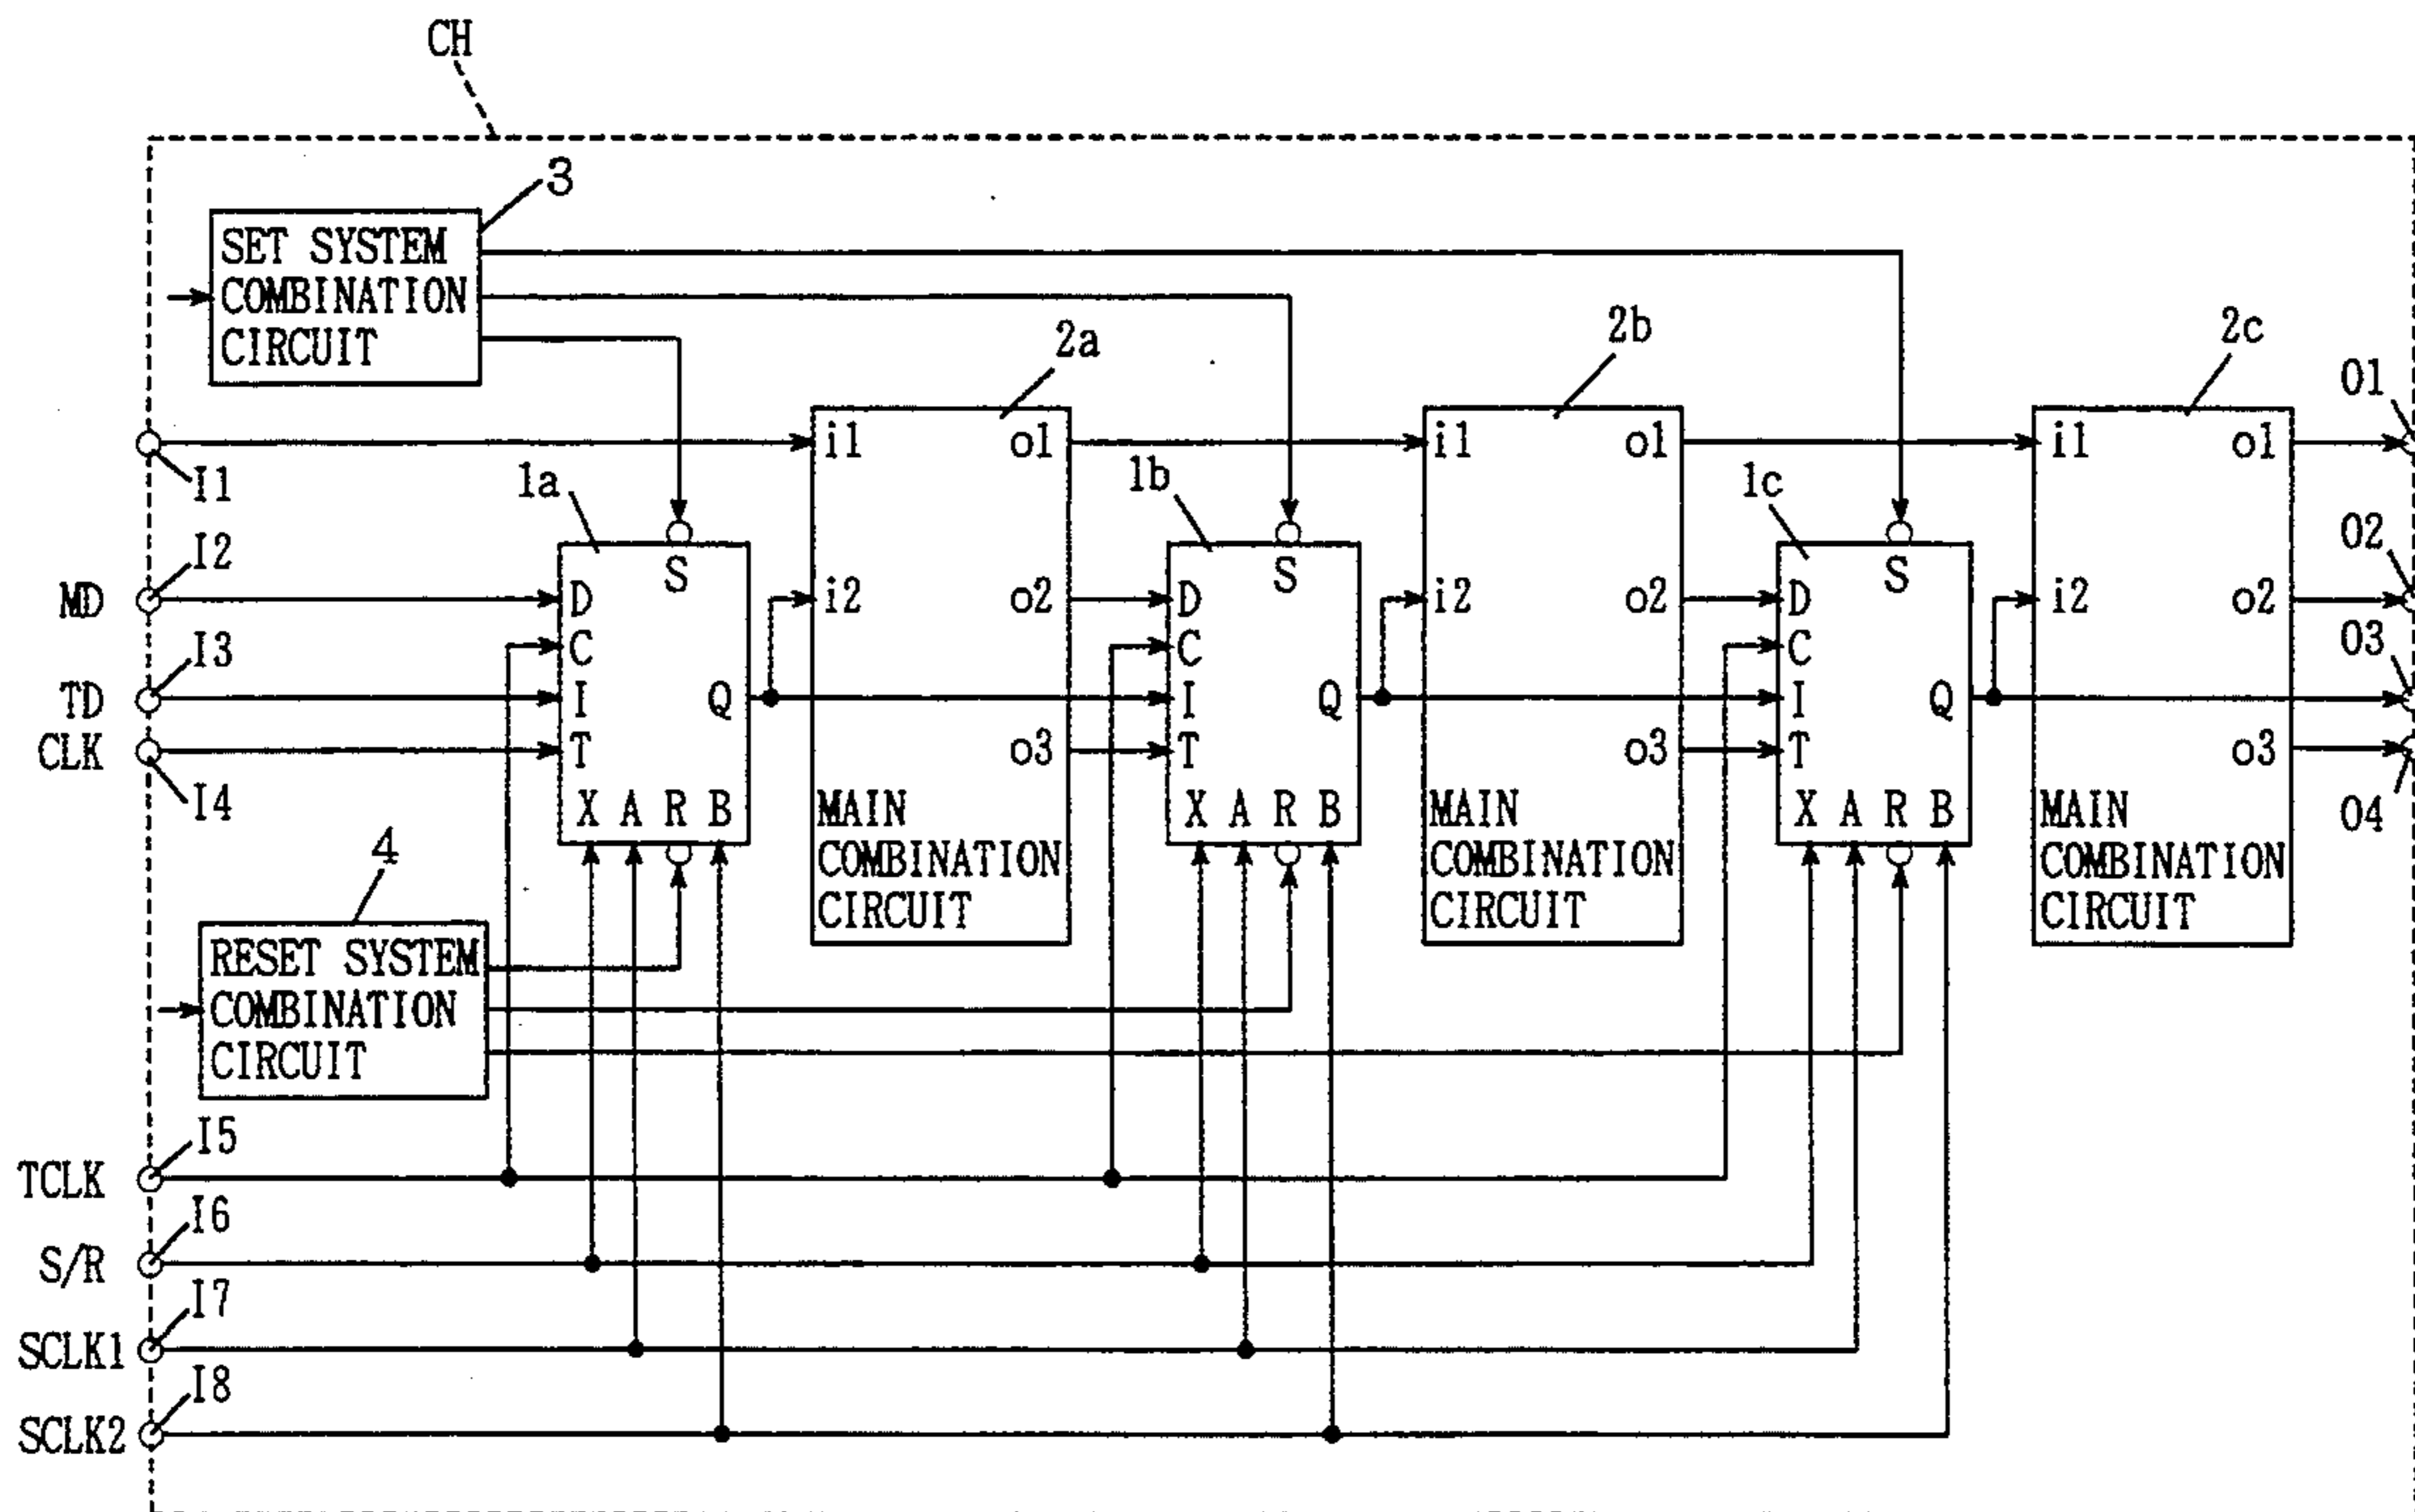 CH
3
SET SYSTEM
COMBINATION
CIRCUIT
2a
2b
2c
O1
i1 o1
i1 o1
i1 o1
I1
1a
1b
1c
I2
S
S
S
O2
MD
D
i2 o2
D
i2 o2
D
i2 o2
C
C
C
I3
O3
TD
I Q
I Q
I Q
CLK
T
o3
T
o3
T
o3
I4
X A R B
X A R B
X A R B
O4
MAIN
COMBINATION
CIRCUIT
MAIN
COMBINATION
CIRCUIT
MAIN
COMBINATION
CIRCUIT
4
RESET SYSTEM
COMBINATION
CIRCUIT
I5
TCLK
I6
S/R
I7
SCLK1
I8
SCLK2